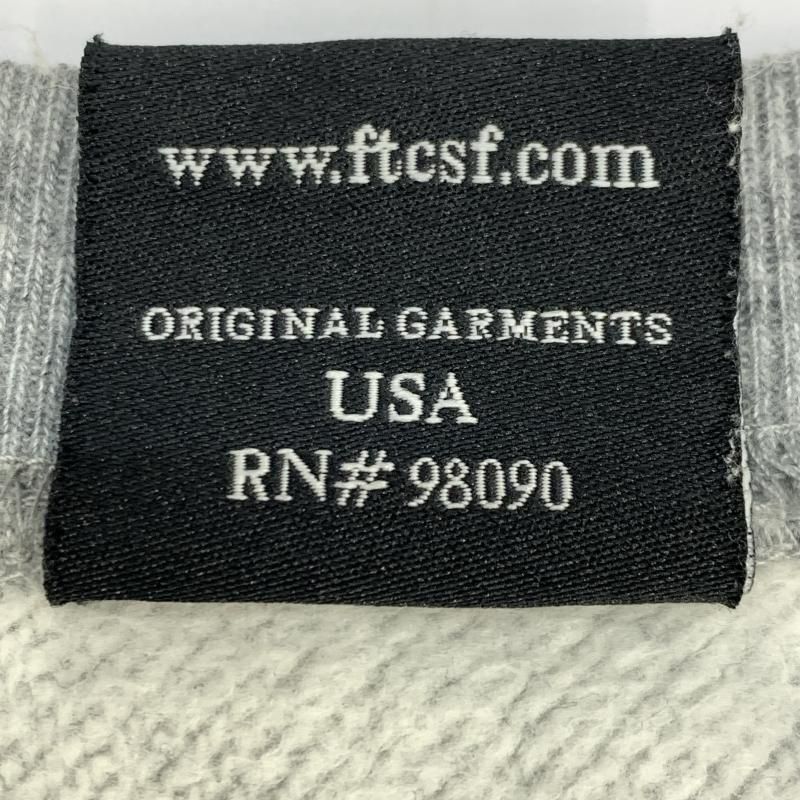 www.ftcsf.com
ORIGINAL GARMENTS
USA
RN# 98090